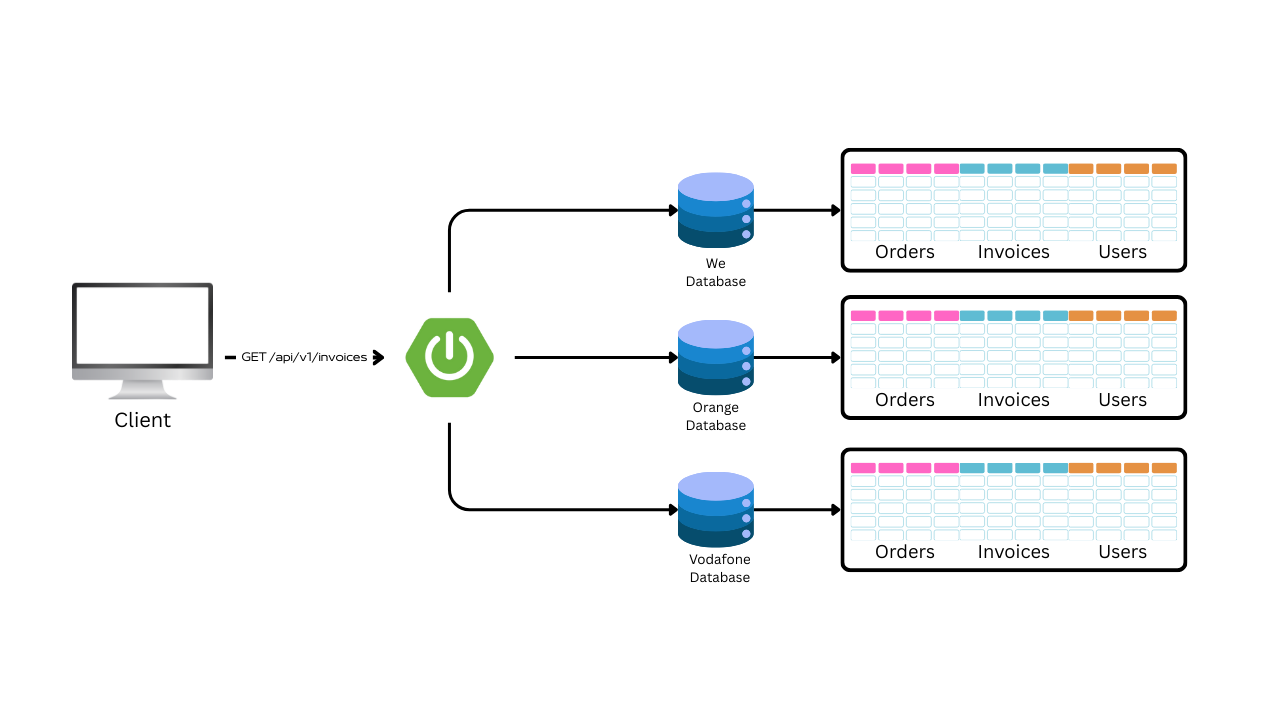 Client
GET /api/v1/invoices
We
Database
Orders Invoices Users
Orange
Database
Orders Invoices Users
Vodafone
Database
Orders Invoices Users